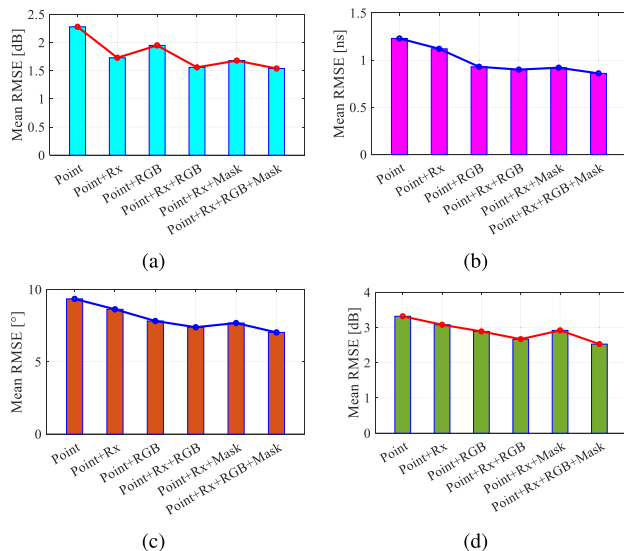 2.5
2
1.5
1
0.5
0
Mean RMSE [dB]
Point
Point+Rx
Point+RGB
Point+Rx+RGB
Point+Rx+Mask
Point+Rx+RGB+Mask
(a)
1.5
1
0.5
0
Mean RMSE [ns]
Point
Point+Rx
Point+RGB
Point+Rx+RGB
Point+Rx+Mask
Point+Rx+RGB+Mask
(b)
10
5
0
Mean RMSE [°]
Point
Point+Rx
Point+RGB
Point+Rx+RGB
Point+Rx+Mask
Point+Rx+RGB+Mask
(c)
4
3
2
1
0
Mean RMSE [dB]
Point
Point+Rx
Point+RGB
Point+Rx+RGB
Point+Rx+Mask
Point+Rx+RGB+Mask
(d)